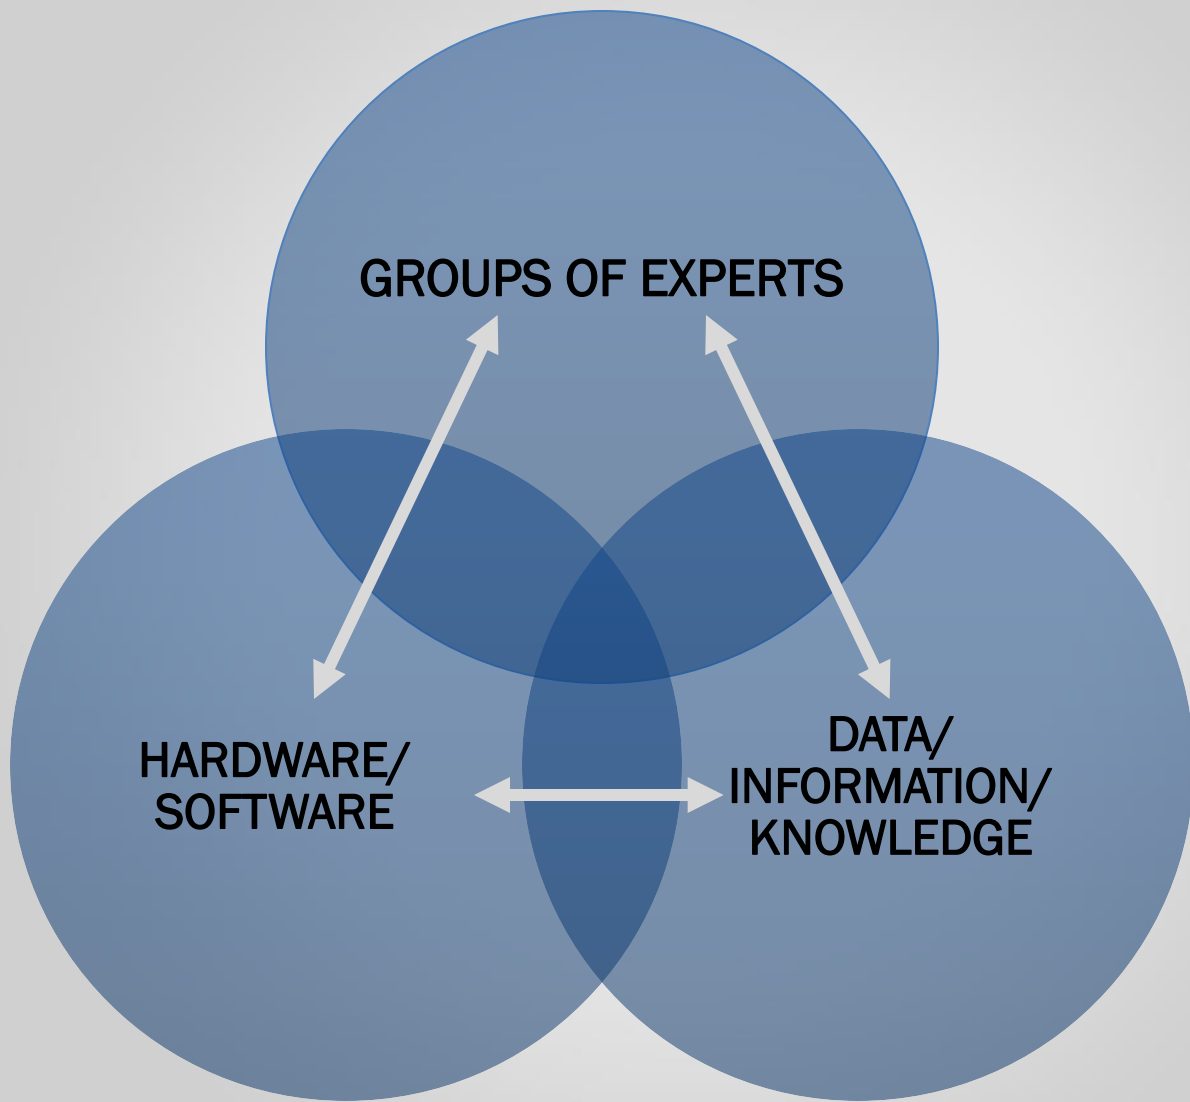 GROUPS OF EXPERTS
HARDWARE/
SOFTWARE
DATA/
INFORMATION/
KNOWLEDGE